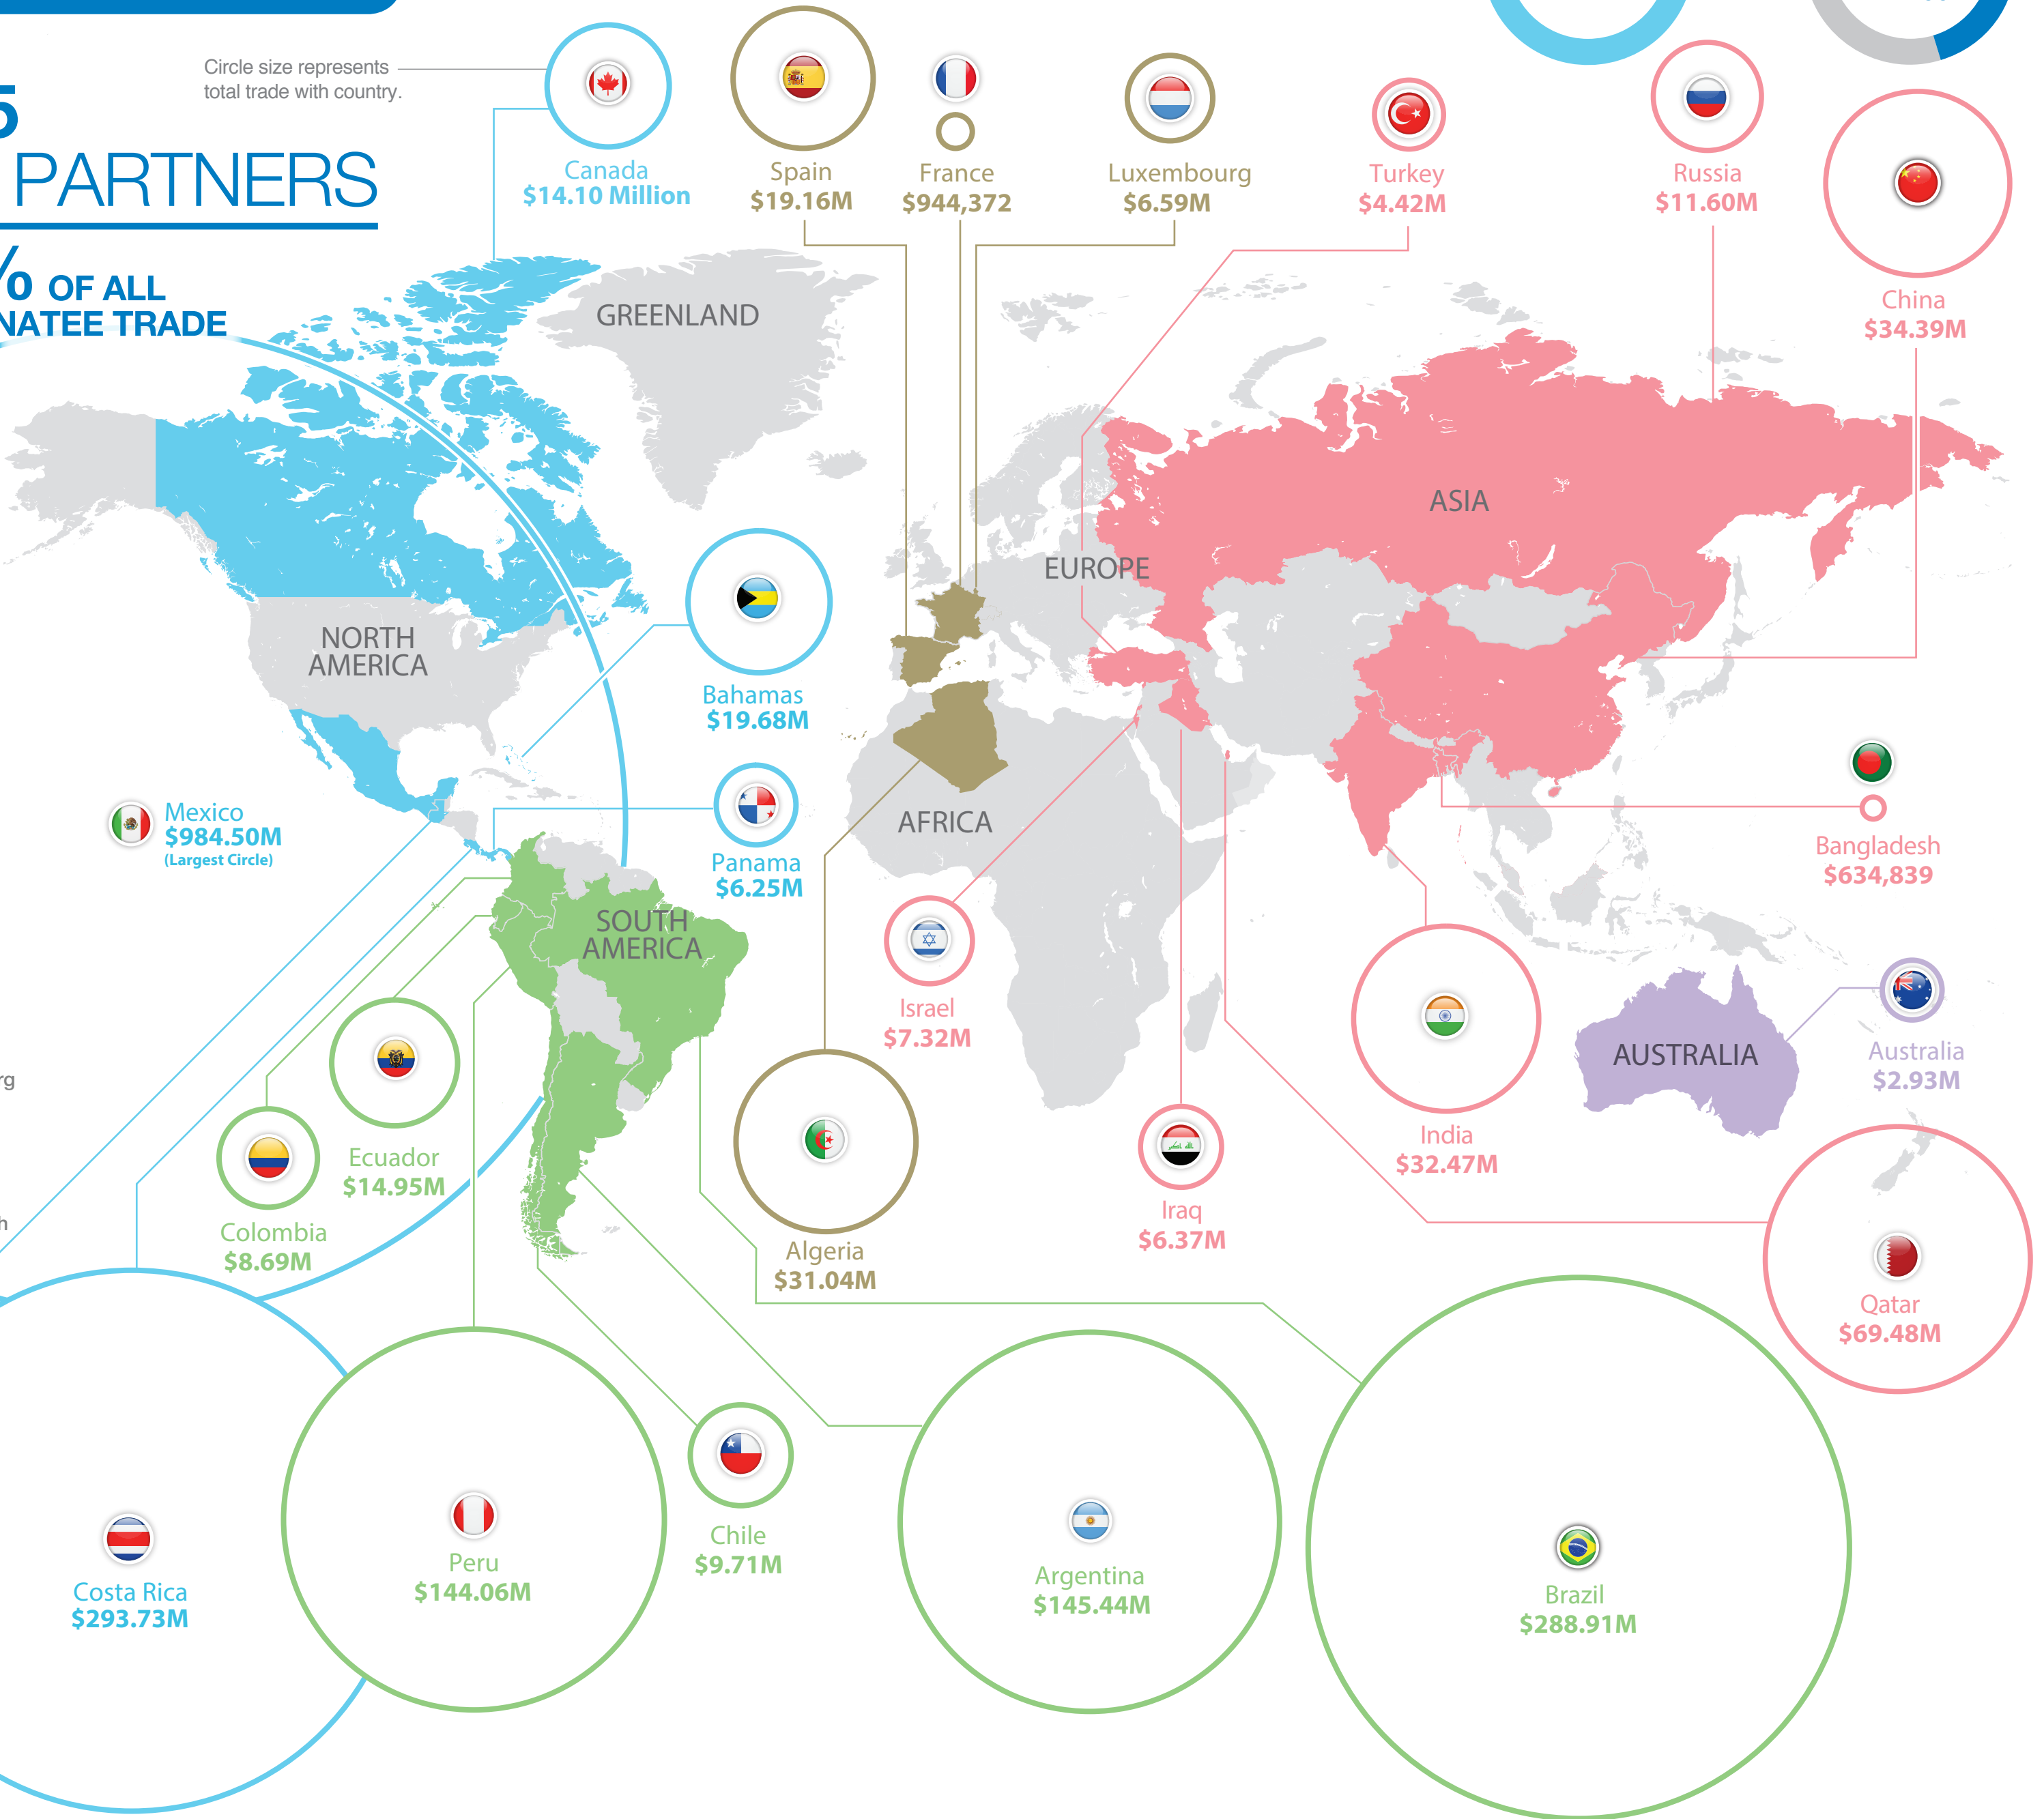 Circle size represents
total trade with country.
5
PARTNERS
% OF ALL
NATEE TRADE
Canada
$14.10 Million
Spain
$19.16M
France
$944,372
Luxembourg
$6.59M
Turkey
$4.42M
Russia
$11.60M
China
$34.39M
GREENLAND
ASIA
EUROPE
NORTH
AMERICA
Bahamas
$19.68M
Mexico
$984.50M
(Largest Circle)
Panama
$6.25M
AFRICA
Bangladesh
$634,839
SOUTH
AMERICA
Israel
$7.32M
AUSTRALIA
Australia
$2.93M
rg
Ecuador
$14.95M
India
$32.47M
h
Colombia
$8.69M
Algeria
$31.04M
Iraq
$6.37M
Qatar
$69.48M
Costa Rica
$293.73M
Peru
$144.06M
Chile
$9.71M
Argentina
$145.44M
Brazil
$288.91M